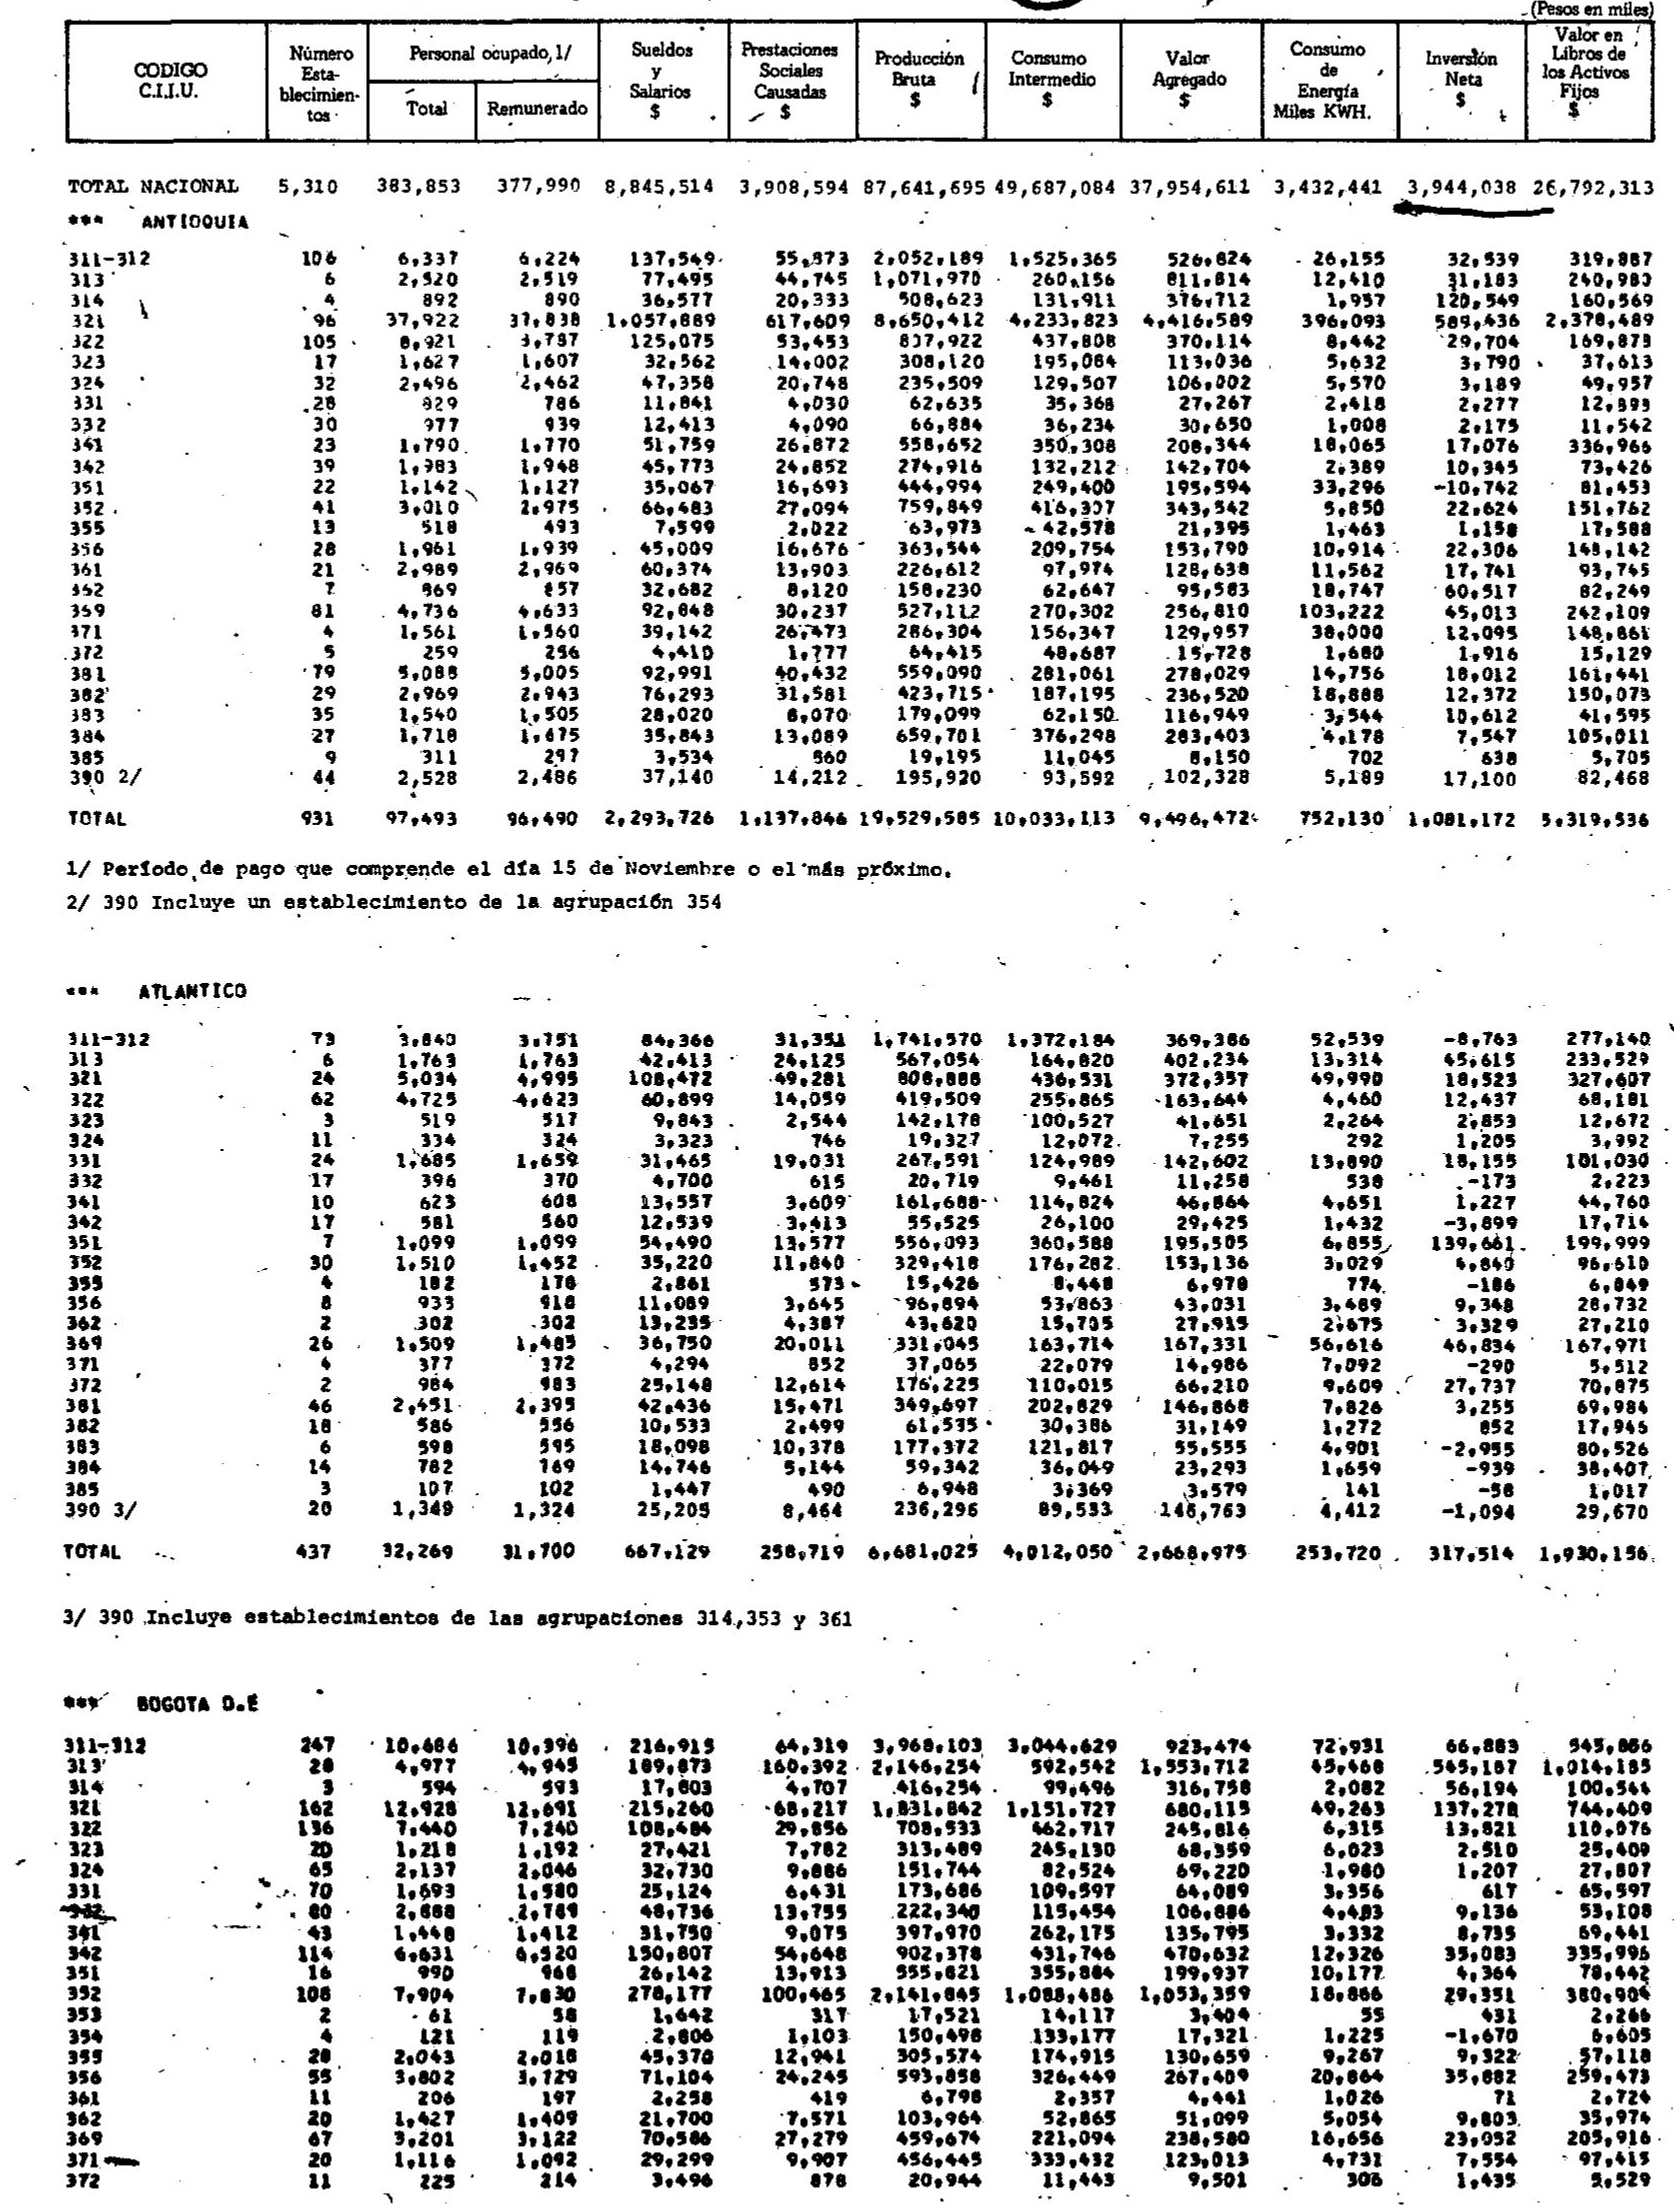 (Pesos en miles)
CODIGO C.I.I.U. Número Esta-blecimien-tos Personal ocupado, 1/ Total Remunerado Sueldos y Salarios $ Prestaciones Sociales Causadas $ Producción Bruta $ Consumo Intermedio $ Valor Agregado $ Consumo de Energía Miles KWH. Inversión Neta $ Valor en Libros de los Activos Fijos $
TOTAL NACIONAL 5,310 383,853 377,990 8,845,514 3,908,594 87,641,695 49,687,084 37,954,611 3,432,441 3,944,038 26,792,313
*** ANTIOQUIA
311-312 106 6,337 6,224 137,549 55,873 2,052,189 1,525,365 526,824 26,155 32,539 319,887
313 6 2,520 2,519 77,495 44,745 1,071,970 260,156 811,814 12,410 31,183 240,983
314 4 892 890 36,577 20,333 508,623 131,911 376,712 1,957 120,549 160,569
321 96 37,922 37,838 1,057,889 617,609 8,650,412 4,233,823 4,416,589 396,093 589,436 2,378,489
322 105 8,921 125,075 53,453 807,922 437,808 370,114 8,442 29,704 169,873
323 17 1,627 1,607 32,562 14,002 308,120 195,084 113,036 5,632 3,790 37,613
324 32 2,496 2,462 47,358 20,748 235,509 129,507 106,002 5,570 3,189 49,957
331 28 829 786 11,841 4,030 62,635 35,368 27,267 2,418 2,277 12,893
332 30 977 939 12,413 4,090 66,884 36,234 30,650 1,008 2,175 11,542
341 23 1,790 1,770 51,759 26,872 558,652 350,308 208,344 18,065 17,076 336,966
342 39 1,983 1,948 45,773 24,852 274,916 132,212 142,704 2,389 10,345 73,426
351 22 1,142 1,127 35,067 16,693 444,994 249,400 195,594 33,296 -10,742 81,453
352 41 3,010 2,975 66,483 27,094 759,849 416,307 343,542 5,850 22,624 151,762
355 13 518 493 7,599 2,022 63,973 42,578 21,395 1,463 1,158 17,588
356 28 1,961 1,939 45,009 16,676 363,544 209,754 153,790 10,914 22,306 148,142
361 21 2,989 2,969 60,374 13,903 226,612 97,974 128,638 11,562 17,741 93,745
362 7 869 857 32,682 8,120 158,230 62,647 95,583 18,747 60,517 82,249
369 81 4,736 4,633 92,848 30,237 527,112 270,302 256,810 103,222 45,013 242,109
371 4 1,561 1,560 39,142 26,473 286,304 156,347 129,957 38,000 12,095 148,861
372 5 259 256 4,410 1,777 64,415 48,687 15,728 1,680 1,916 15,129
381 79 5,088 5,005 92,991 40,432 559,090 281,061 278,029 14,756 18,012 161,441
382 29 2,969 2,943 76,293 31,581 423,715 187,195 236,520 18,888 12,372 150,073
383 35 1,540 1,505 28,020 8,070 179,099 62,150 116,949 3,544 10,612 41,595
384 27 1,718 1,675 35,843 13,089 659,701 376,298 283,403 4,178 7,547 105,011
385 9 311 297 3,534 560 19,195 11,045 8,150 702 638 5,705
390 2/ 44 2,528 2,486 37,140 14,212 195,920 93,592 102,328 5,189 17,100 82,468
TOTAL 931 97,493 96,490 2,293,726 1,137,846 19,529,585 10,033,113 9,496,472 752,130 1,081,172 5,319,536
1/ Período de pago que comprende el día 15 de Noviembre o el más próximo.
2/ 390 Incluye un establecimiento de la agrupación 354
*** ATLANTICO
311-312 73 3,840 3,751 84,366 31,351 1,741,570 1,372,184 369,386 52,539 -8,763 277,140
313 6 1,763 1,763 42,413 24,125 567,054 164,820 402,234 13,314 45,615 233,529
321 24 5,034 4,995 108,472 49,281 808,888 436,531 372,357 49,990 18,523 327,607
322 62 4,725 4,623 60,899 14,059 419,509 255,865 163,644 4,460 12,437 68,181
323 3 519 517 9,843 2,544 142,178 100,527 41,651 2,264 2,853 12,672
324 11 334 324 3,323 746 19,327 12,072 7,255 292 1,205 3,992
331 24 1,685 1,659 31,465 19,031 267,591 124,989 142,602 13,890 18,155 101,030
332 17 396 370 4,700 615 20,719 9,461 11,258 538 -173 2,223
341 10 623 608 13,557 3,609 161,688 114,824 46,864 4,651 1,227 44,760
342 17 581 560 12,539 3,413 55,525 26,100 29,425 1,432 -3,899 17,714
351 7 1,099 1,099 54,490 13,577 556,093 360,588 195,505 6,855 139,661 199,999
352 30 1,510 1,452 35,220 11,840 329,418 176,282 153,136 3,029 4,840 96,610
355 4 182 178 2,861 573 15,426 8,448 6,978 774 -186 6,849
356 8 933 918 11,089 3,645 96,894 53,863 43,031 3,489 9,348 28,732
362 2 302 302 13,235 4,387 43,620 15,705 27,915 2,675 3,329 27,210
369 26 1,509 1,485 36,750 20,011 331,045 163,714 167,331 56,616 46,834 167,971
371 4 377 372 4,294 852 37,065 22,079 14,986 7,092 -290 5,512
372 2 984 983 25,148 12,614 176,225 110,015 66,210 9,609 27,737 70,875
381 46 2,451 2,395 42,436 15,471 349,697 202,829 146,868 7,826 3,255 69,984
382 18 586 556 10,533 2,499 61,535 30,386 31,149 1,272 852 17,945
383 6 598 595 18,098 10,378 177,372 121,817 55,555 4,901 -2,955 80,526
384 14 782 769 14,746 5,144 59,342 36,049 23,293 1,659 -939 38,407
385 3 107 102 1,447 490 6,948 3,369 3,579 141 -58 1,017
390 3/ 20 1,349 1,324 25,205 8,464 236,296 89,533 146,763 4,412 -1,094 29,670
TOTAL 437 32,269 31,700 667,129 258,719 6,681,025 4,012,050 2,668,975 253,720 317,514 1,930,156
3/ 390 Incluye establecimientos de las agrupaciones 314,353 y 361
*** BOGOTA D.E
311-312 247 10,686 10,396 216,915 64,319 3,968,103 3,044,629 923,474 72,931 66,883 545,886
313 28 4,977 4,945 189,873 160,392 2,146,254 592,542 1,553,712 45,468 545,187 1,014,185
314 3 594 593 17,803 4,707 416,254 99,496 316,758 2,082 56,194 100,544
321 162 12,928 12,691 215,260 68,217 1,831,842 1,151,727 680,115 49,263 137,278 744,409
322 136 7,440 7,240 108,484 29,856 708,533 462,717 245,816 6,315 13,821 110,076
323 20 1,218 1,192 27,421 7,782 313,489 245,130 68,359 6,023 2,510 25,409
324 65 2,137 2,046 32,730 9,886 151,744 82,524 69,220 1,980 1,207 27,807
331 70 1,693 1,580 25,124 6,431 173,686 109,597 64,089 3,356 617 65,597
332 80 2,888 2,789 48,736 13,755 222,340 115,454 106,886 4,483 9,136 53,108
341 43 1,448 1,412 31,750 9,075 397,970 262,175 135,795 3,332 8,735 69,441
342 114 6,631 6,520 150,807 54,648 902,378 431,746 470,632 12,326 35,083 335,996
351 16 990 968 26,142 13,913 555,821 355,884 199,937 10,177 4,364 78,442
352 108 7,904 7,830 278,177 100,465 2,141,845 1,088,486 1,053,359 18,866 29,351 380,904
353 2 61 58 1,642 317 17,521 14,117 3,404 55 431 2,266
354 4 121 119 2,806 1,103 150,498 133,177 17,321 1,225 -1,670 6,605
355 28 2,043 2,018 45,370 12,941 305,574 174,915 130,659 9,267 9,322 57,118
356 55 3,802 3,729 71,104 24,245 593,858 326,449 267,409 20,864 35,882 259,473
361 11 206 197 2,258 419 6,798 2,357 4,441 1,026 71 2,724
362 20 1,427 1,409 21,700 7,571 103,964 52,865 51,099 5,054 9,803 35,974
369 67 3,201 3,122 70,586 27,279 459,674 221,094 238,580 16,656 23,052 205,916
371 20 1,116 1,092 29,299 9,907 456,445 333,432 123,013 4,731 7,554 97,415
372 11 225 214 3,496 878 20,944 11,443 9,501 306 1,435 5,529